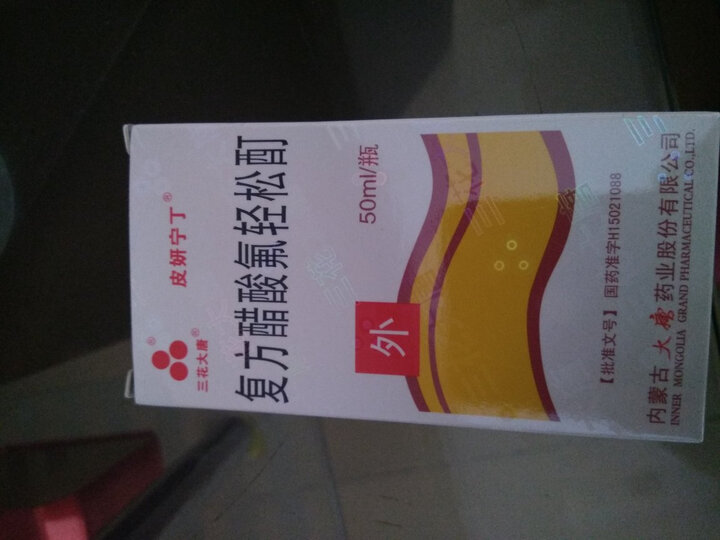 三花大唐®
皮妍宁丁®
复方醋酸氟轻松酊
50ml/瓶
外
【批准文号】 国药准字H15021088
内蒙古大唐药业股份有限公司
INNER MONGOLIA GRAND PHARMACEUTICAL CO.,LTD.